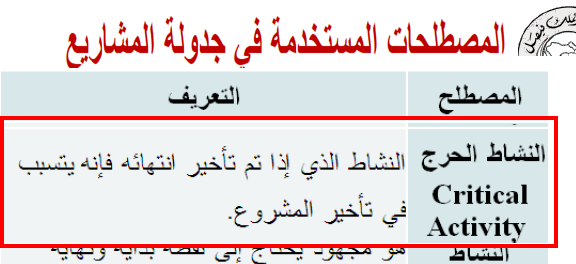 المصطلحات المستخدمة في جدولة المشاريع
المصطلح
التعريف
النشاط الحرج
Critical
Activity
النشاط الذي إذا تم تأخير انتهائه فإنه يتسبب
في تأخير المشروع.
النشاط
هو مجهود يحتاج إلى نقطة بداية ونهاية